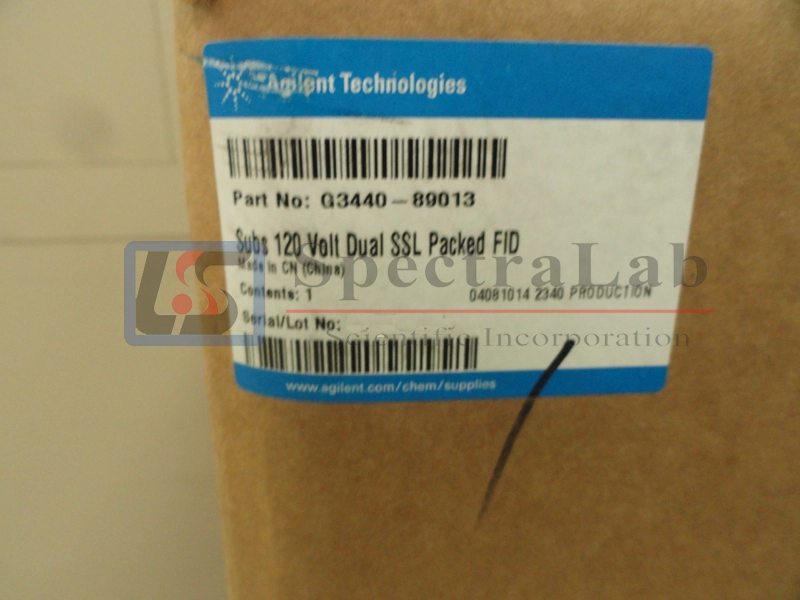 Agilent Technologies
Part No: G3440-89013
Subs 120 Volt Dual SSL Packed FID
Made in CN (China)
Contents: 1
04081014 2340 PRODUCTION
Serial/Lot No:
www.agilent.com/chem/supplies
LS
SpectraLab
Scientific Incorporation